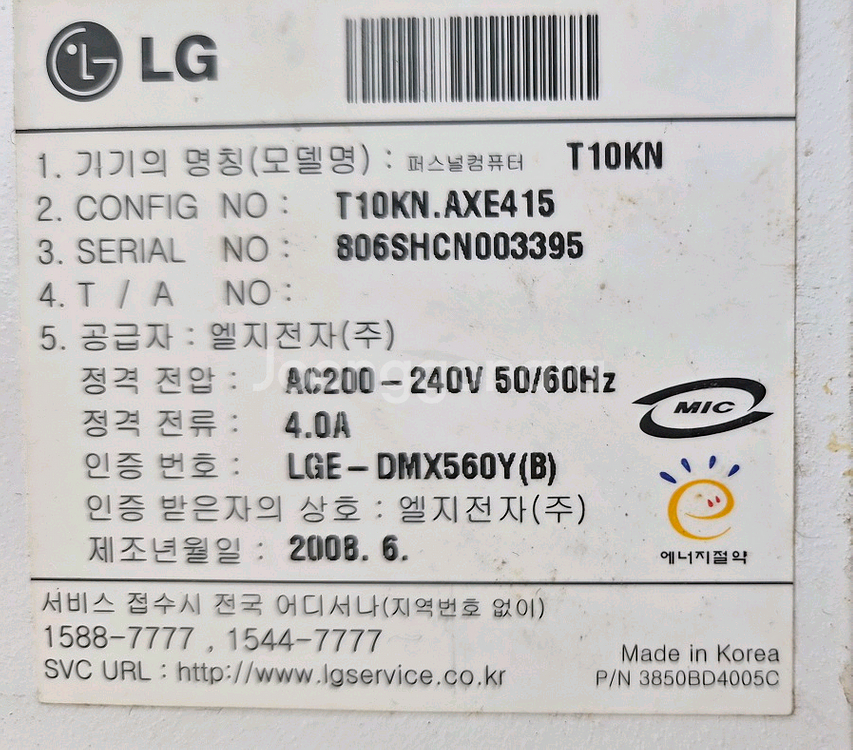 LG
1. 기기의 명칭(모델명) : 퍼스널컴퓨터 T10KN
2. CONFIG NO : T10KN.AXE415
3. SERIAL NO : 806SHCN003395
4. T / A NO :
5. 공급자 : 엘지전자(주)
정격 전압 : AC200-240V 50/60Hz
정격 전류 : 4.0A
인증 번호 : LGE-DMX560Y(B)
인증 받은자의 상호 : 엘지전자(주)
제조년월일 : 2008. 6.
MIC
에너지절약
서비스 접수시 전국 어디서나(지역번호 없이)
1588-7777 , 1544-7777
SVC URL : http://www.lgservice.co.kr
Made in Korea
P/N 3850BD4005C